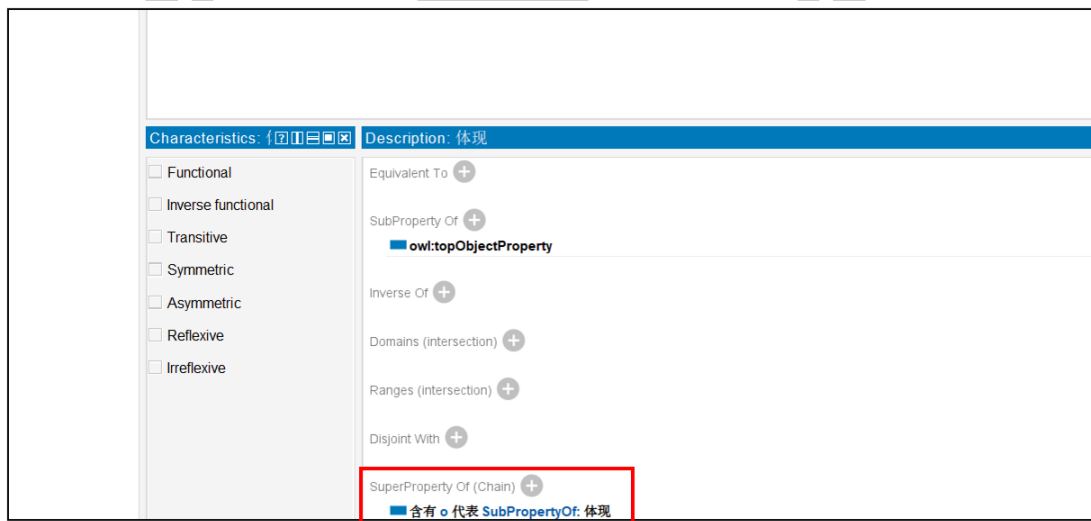 Characteristics: 
Description: 体现
Functional
Inverse functional
Transitive
Symmetric
Asymmetric
Reflexive
Irreflexive
Equivalent To
SubProperty Of
owl:topObjectProperty
Inverse Of
Domains (intersection)
Ranges (intersection)
Disjoint With
SuperProperty Of (Chain)
含有 o 代表 SubPropertyOf: 体现